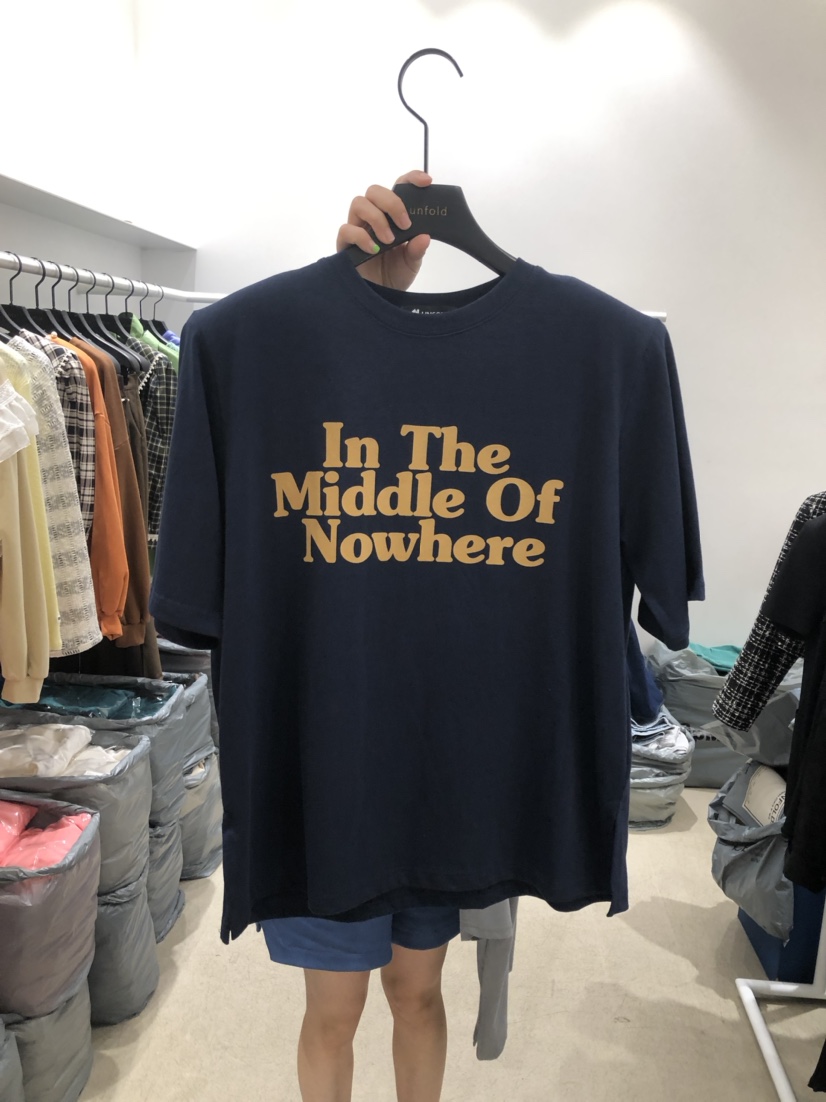 unfold
In The
Middle Of
Nowhere